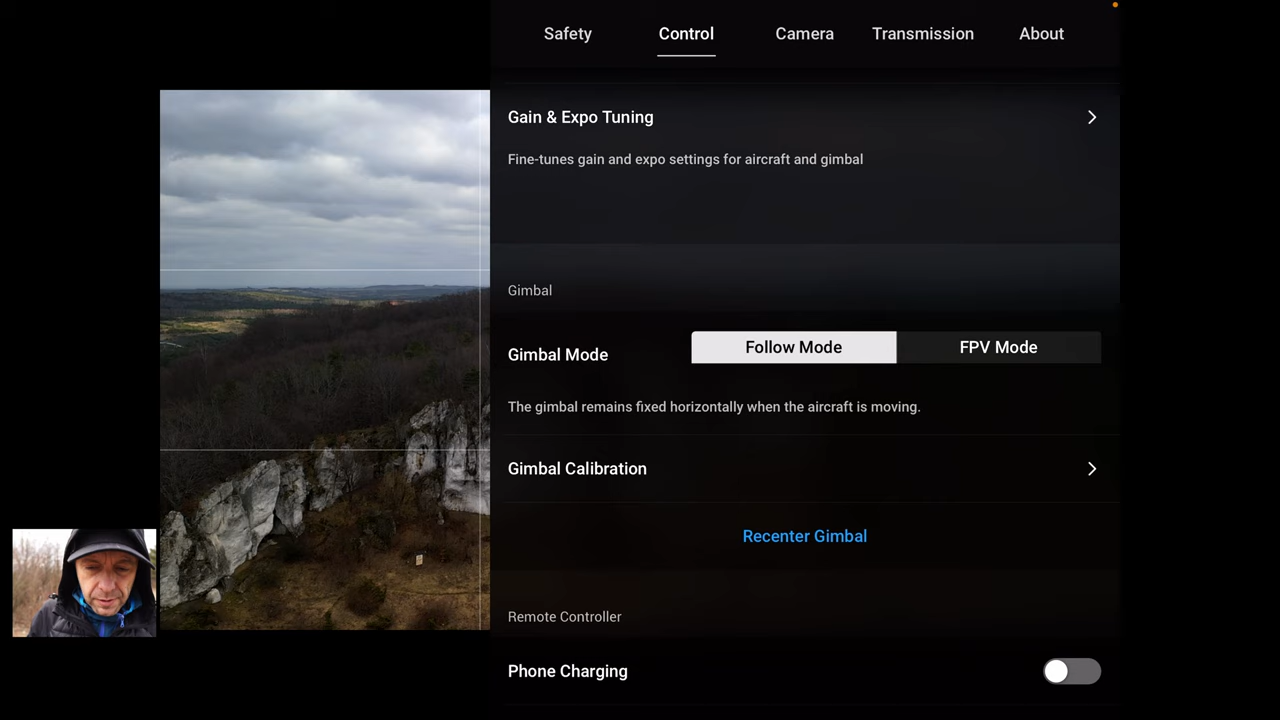 Safety Control Camera Transmission About
Gain & Expo Tuning
Fine-tunes gain and expo settings for aircraft and gimbal
Gimbal
Gimbal Mode Follow Mode FPV Mode
The gimbal remains fixed horizontally when the aircraft is moving.
Gimbal Calibration
Recenter Gimbal
Remote Controller
Phone Charging